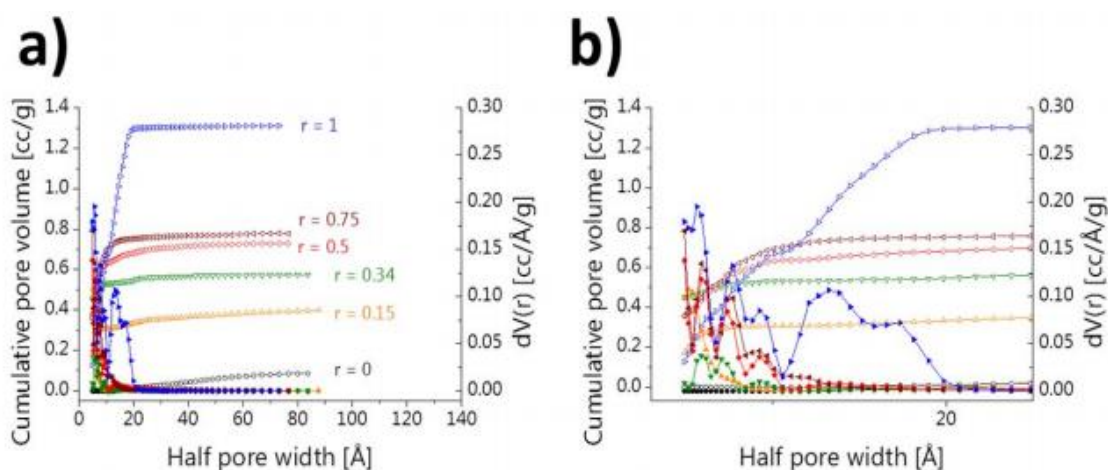 a)
Cumulative pore volume [cc/g]
1.4
1.2
1.0
0.8
0.6
0.4
0.2
0.0
r = 1
r = 0.75
r = 0.5
r = 0.34
r = 0.15
r = 0
0.30
0.25
0.20
0.15
0.10
0.05
0.00
dV(r) [cc/Å/g]
0 20 40 60 80 100 120 140
Half pore width [Å]
b)
Cumulative pore volume [cc/g]
1.4
1.2
1.0
0.8
0.6
0.4
0.2
0.0
0.30
0.25
0.20
0.15
0.10
0.05
0.00
dV(r) [cc/Å/g]
20
Half pore width [Å]